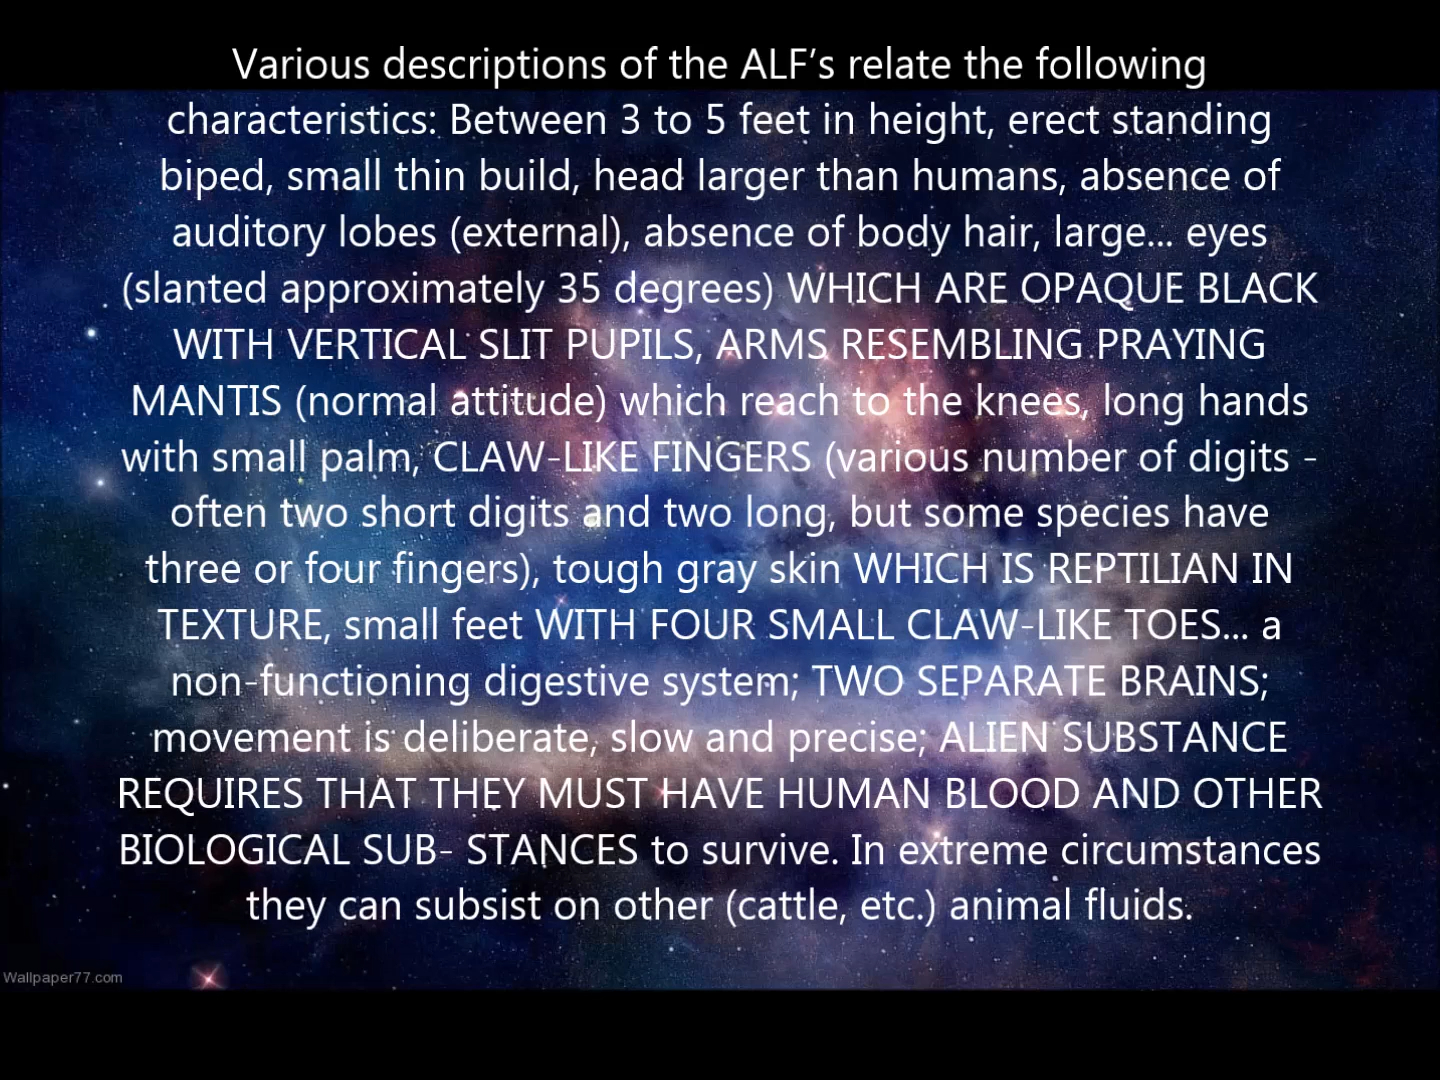 Various descriptions of the ALF’s relate the following
characteristics: Between 3 to 5 feet in height, erect standing
biped, small thin build, head larger than humans, absence of
auditory lobes (external), absence of body hair, large... eyes
(slanted approximately 35 degrees) WHICH ARE OPAQUE BLACK
WITH VERTICAL SLIT PUPILS, ARMS RESEMBLING PRAYING
MANTIS (normal attitude) which reach to the knees, long hands
with small palm, CLAW-LIKE FINGERS (various number of digits -
often two short digits and two long, but some species have
three or four fingers), tough gray skin WHICH IS REPTILIAN IN
TEXTURE, small feet WITH FOUR SMALL CLAW-LIKE TOES... a
non-functioning digestive system; TWO SEPARATE BRAINS;
movement is deliberate, slow and precise; ALIEN SUBSTANCE
REQUIRES THAT THEY MUST HAVE HUMAN BLOOD AND OTHER
BIOLOGICAL SUB- STANCES to survive. In extreme circumstances
they can subsist on other (cattle, etc.) animal fluids.
Wallpaper77.com